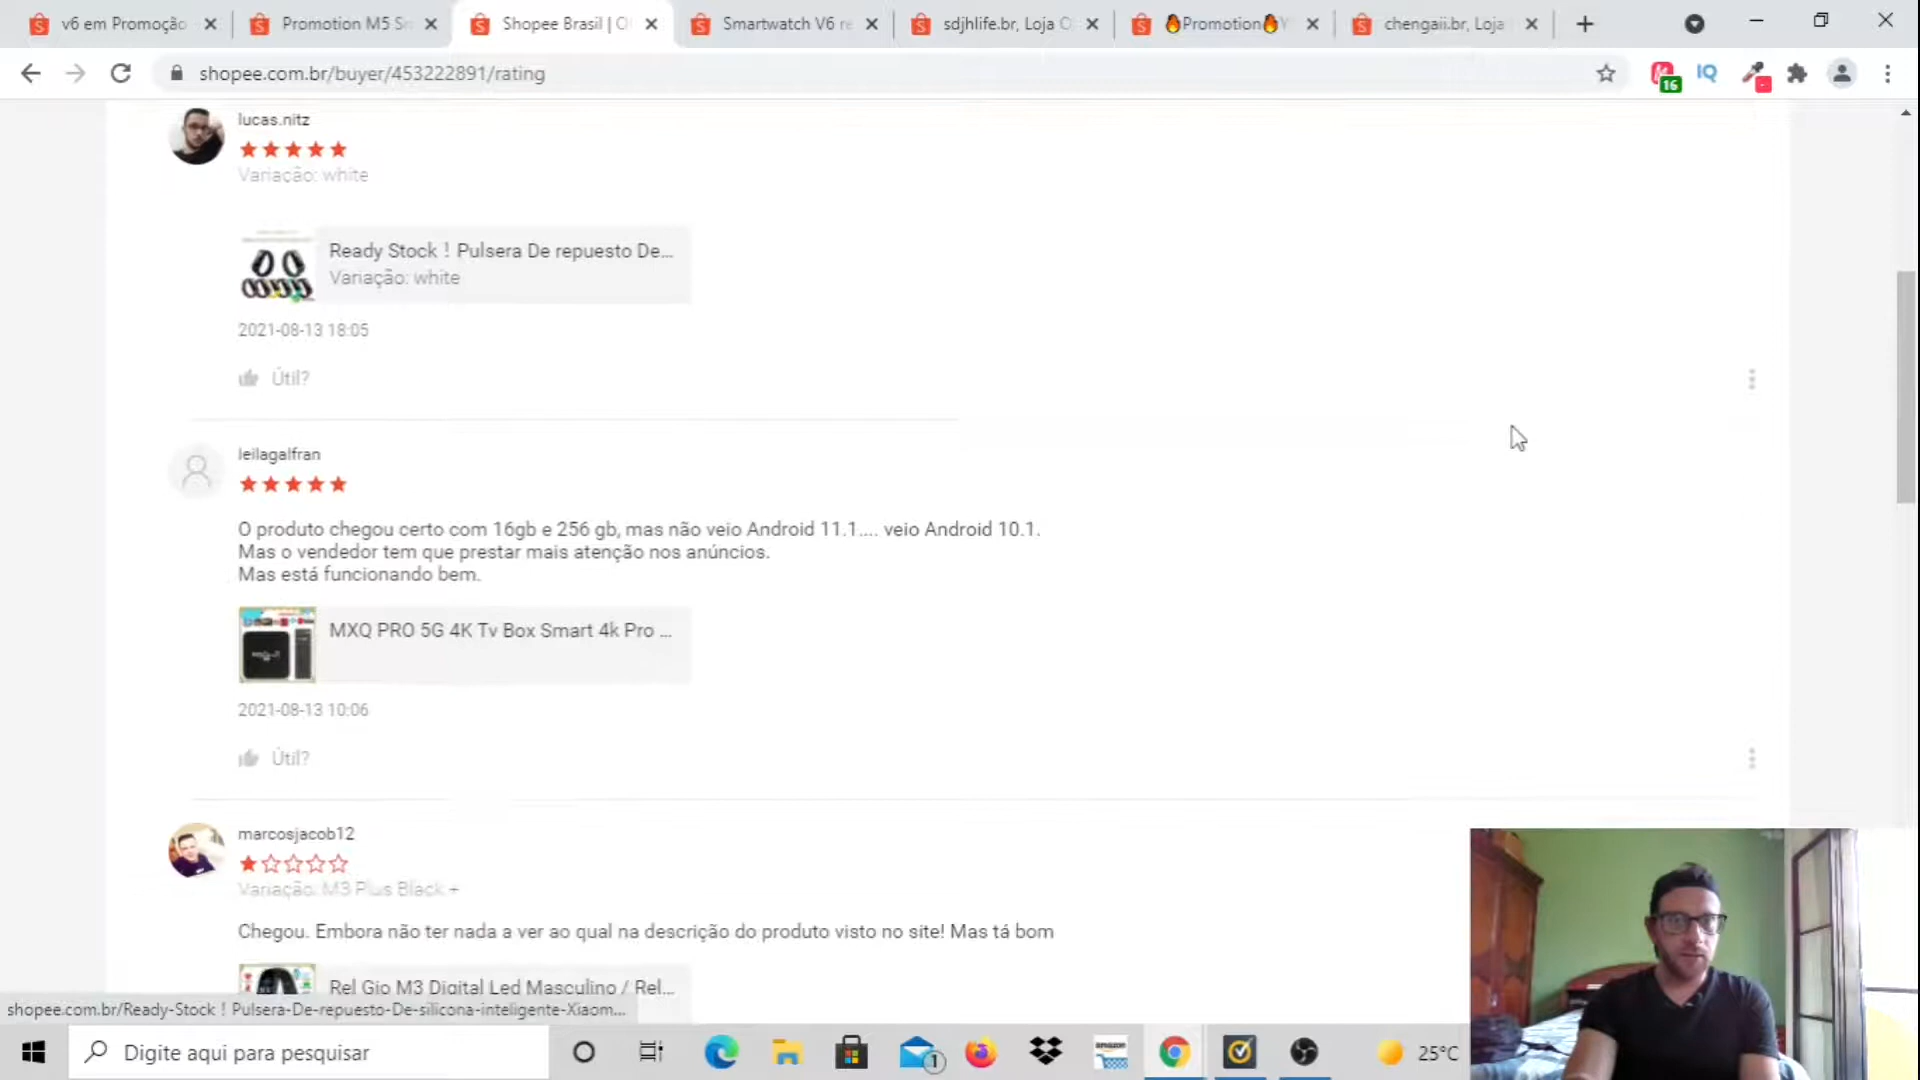 v6 em Promoção
Promotion M5 Sm
Shopee Brasil | O
Smartwatch V6 re
sdjhlife.br, Loja O
🔥Promotion🔥Y
chengaii.br, Loja
shopee.com.br/buyer/453222891/rating
16
IQ
lucas.nitz
Variação: white
Ready Stock！Pulsera De repuesto De...
Variação: white
2021-08-13 18:05
Útil?
leilagalfran
O produto chegou certo com 16gb e 256 gb, mas não veio Android 11.1.... veio Android 10.1.
Mas o vendedor tem que prestar mais atenção nos anúncios.
Mas está funcionando bem.
MXQ PRO 5G 4K Tv Box Smart 4k Pro ...
2021-08-13 10:06
Útil?
marcosjacob12
Variação: M3 Plus Black +
Chegou. Embora não ter nada a ver ao qual na descrição do produto visto no site! Mas tá bom
Rel Gio M3 Digital Led Masculino / Rel...
shopee.com.br/Ready-Stock！Pulsera-De-repuesto-De-silicona-inteligente-Xiaom...
Digite aqui para pesquisar
1
amazon
25°C